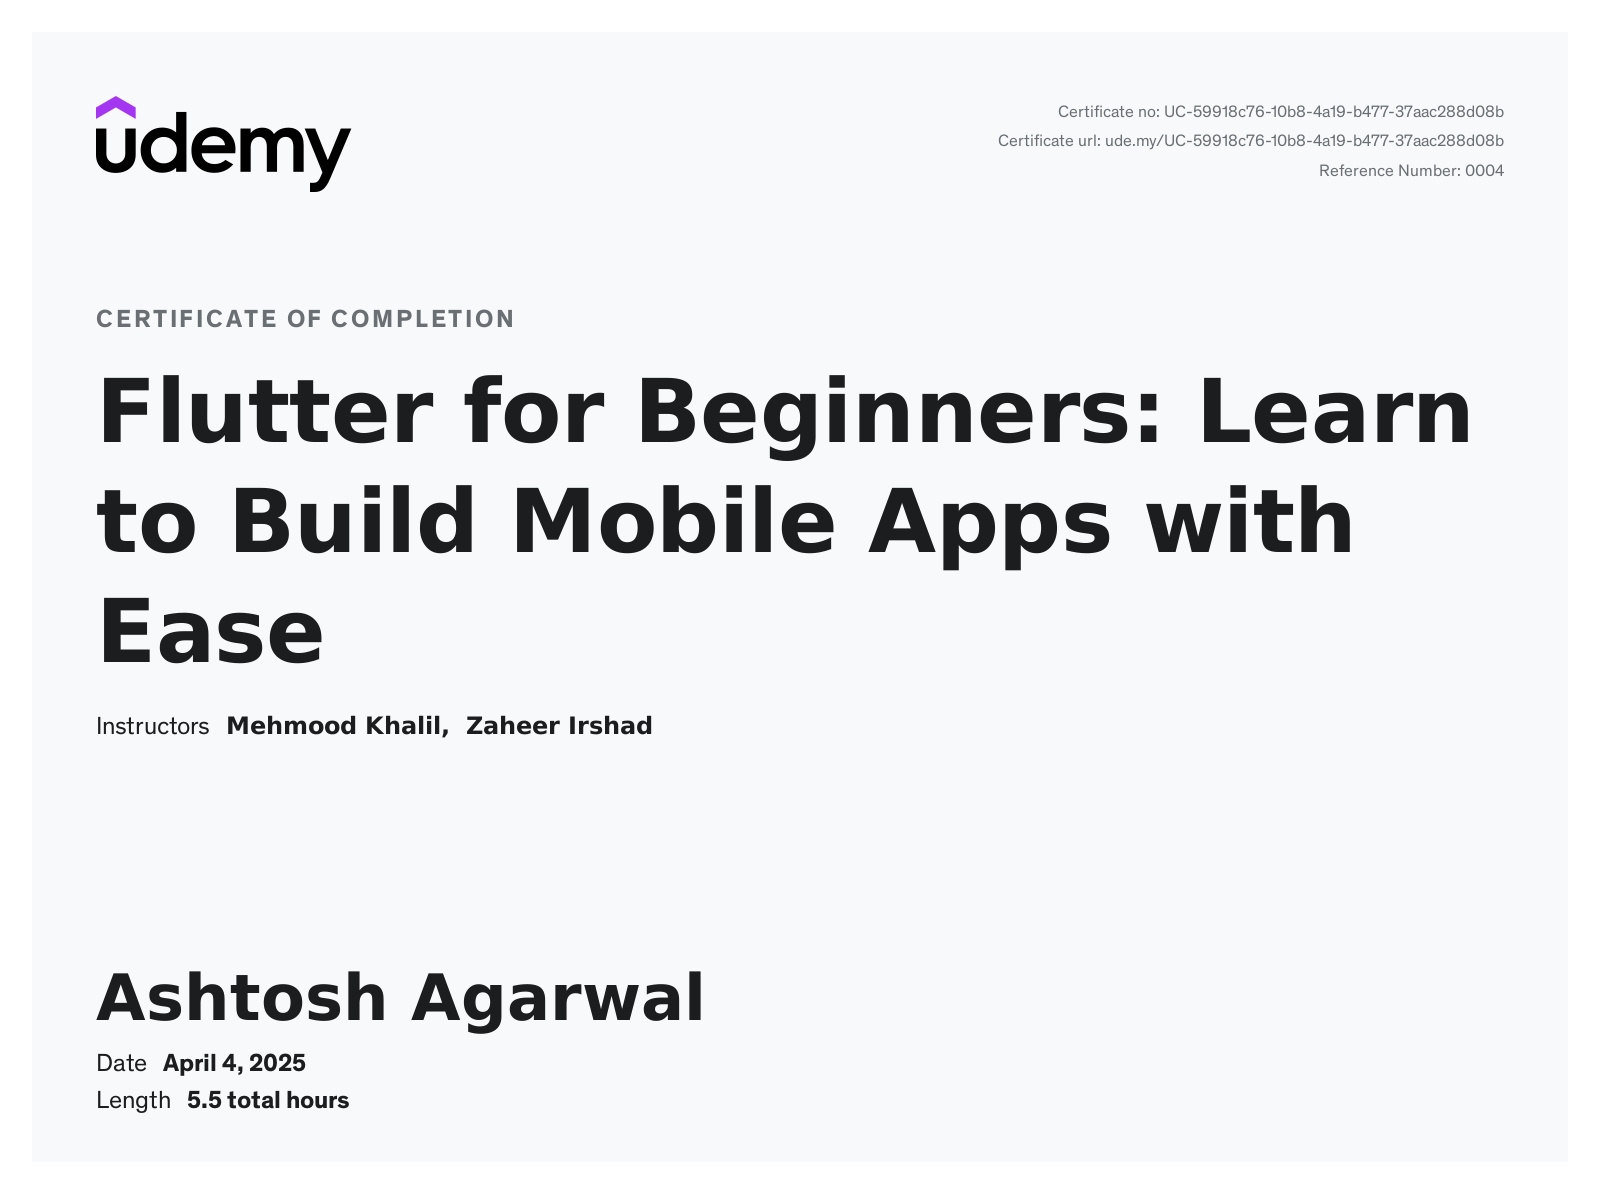 udemy
Certificate no: UC-59918c76-10b8-4a19-b477-37aac288d08b
Certificate url: ude.my/UC-59918c76-10b8-4a19-b477-37aac288d08b
Reference Number: 0004
CERTIFICATE OF COMPLETION
Flutter for Beginners: Learn
to Build Mobile Apps with
Ease
Instructors Mehmood Khalil, Zaheer Irshad
Ashtosh Agarwal
Date April 4, 2025
Length 5.5 total hours